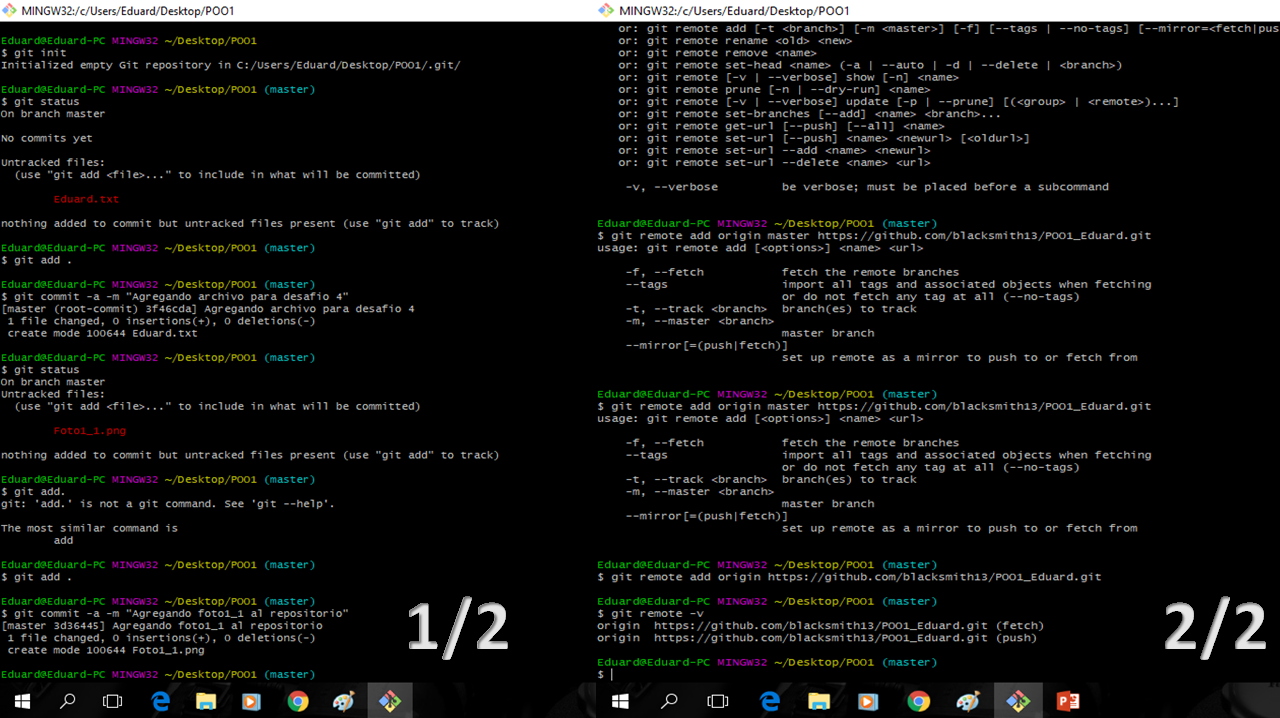 MINGW32:/c/Users/Eduard/Desktop/POO1
Eduard@Eduard-PC MINGW32 ~/Desktop/POO1
$ git init
Initialized empty Git repository in C:/Users/Eduard/Desktop/POO1/.git/
Eduard@Eduard-PC MINGW32 ~/Desktop/POO1 (master)
$ git status
On branch master
No commits yet
Untracked files:
(use "git add <file>..." to include in what will be committed)
Eduard.txt
nothing added to commit but untracked files present (use "git add" to track)
Eduard@Eduard-PC MINGW32 ~/Desktop/POO1 (master)
$ git add .
Eduard@Eduard-PC MINGW32 ~/Desktop/POO1 (master)
$ git commit -a -m "Agregando archivo para desafio 4"
[master (root-commit) 3f46cda] Agregando archivo para desafio 4
1 file changed, 0 insertions(+), 0 deletions(-)
create mode 100644 Eduard.txt
Eduard@Eduard-PC MINGW32 ~/Desktop/POO1 (master)
$ git status
On branch master
Untracked files:
(use "git add <file>..." to include in what will be committed)
Foto1_1.png
nothing added to commit but untracked files present (use "git add" to track)
Eduard@Eduard-PC MINGW32 ~/Desktop/POO1 (master)
$ git add.
git: 'add.' is not a git command. See 'git --help'.
The most similar command is
add
Eduard@Eduard-PC MINGW32 ~/Desktop/POO1 (master)
$ git add .
Eduard@Eduard-PC MINGW32 ~/Desktop/POO1 (master)
$ git commit -a -m "Agregando foto1_1 al repositorio"
[master 3d36445] Agregando foto1_1 al repositorio
1 file changed, 0 insertions(+), 0 deletions(-)
create mode 100644 Foto1_1.png
Eduard@Eduard-PC MINGW32 ~/Desktop/POO1 (master)
1/2
MINGW32:/c/Users/Eduard/Desktop/POO1
or: git remote add [-t <branch>] [-m <master>] [-f] [--tags | --no-tags] [--mirror=<fetch|pus
or: git remote rename <old> <new>
or: git remote remove <name>
or: git remote set-head <name> (-a | --auto | -d | --delete | <branch>)
or: git remote [-v | --verbose] show [-n] <name>
or: git remote prune [-n | --dry-run] <name>
or: git remote [-v | --verbose] update [-p | --prune] [(<group> | <remote>)...]
or: git remote set-branches [--add] <name> <branch>...
or: git remote get-url [--push] [--all] <name>
or: git remote set-url [--push] <name> <newurl> [<oldurl>]
or: git remote set-url --add <name> <newurl>
or: git remote set-url --delete <name> <url>
-v, --verbose be verbose; must be placed before a subcommand
Eduard@Eduard-PC MINGW32 ~/Desktop/POO1 (master)
$ git remote add origin master https://github.com/blacksmith13/POO1_Eduard.git
usage: git remote add [<options>] <name> <url>
-f, --fetch fetch the remote branches
--tags import all tags and associated objects when fetching
or do not fetch any tag at all (--no-tags)
-t, --track <branch> branch(es) to track
-m, --master <branch>
master branch
--mirror[=(push|fetch)]
set up remote as a mirror to push to or fetch from
Eduard@Eduard-PC MINGW32 ~/Desktop/POO1 (master)
$ git remote add origin master https://github.com/blacksmith13/POO1_Eduard.git
usage: git remote add [<options>] <name> <url>
-f, --fetch fetch the remote branches
--tags import all tags and associated objects when fetching
or do not fetch any tag at all (--no-tags)
-t, --track <branch> branch(es) to track
-m, --master <branch>
master branch
--mirror[=(push|fetch)]
set up remote as a mirror to push to or fetch from
Eduard@Eduard-PC MINGW32 ~/Desktop/POO1 (master)
$ git remote add origin https://github.com/blacksmith13/POO1_Eduard.git
Eduard@Eduard-PC MINGW32 ~/Desktop/POO1 (master)
$ git remote -v
origin https://github.com/blacksmith13/POO1_Eduard.git (fetch)
origin https://github.com/blacksmith13/POO1_Eduard.git (push)
Eduard@Eduard-PC MINGW32 ~/Desktop/POO1 (master)
$
2/2